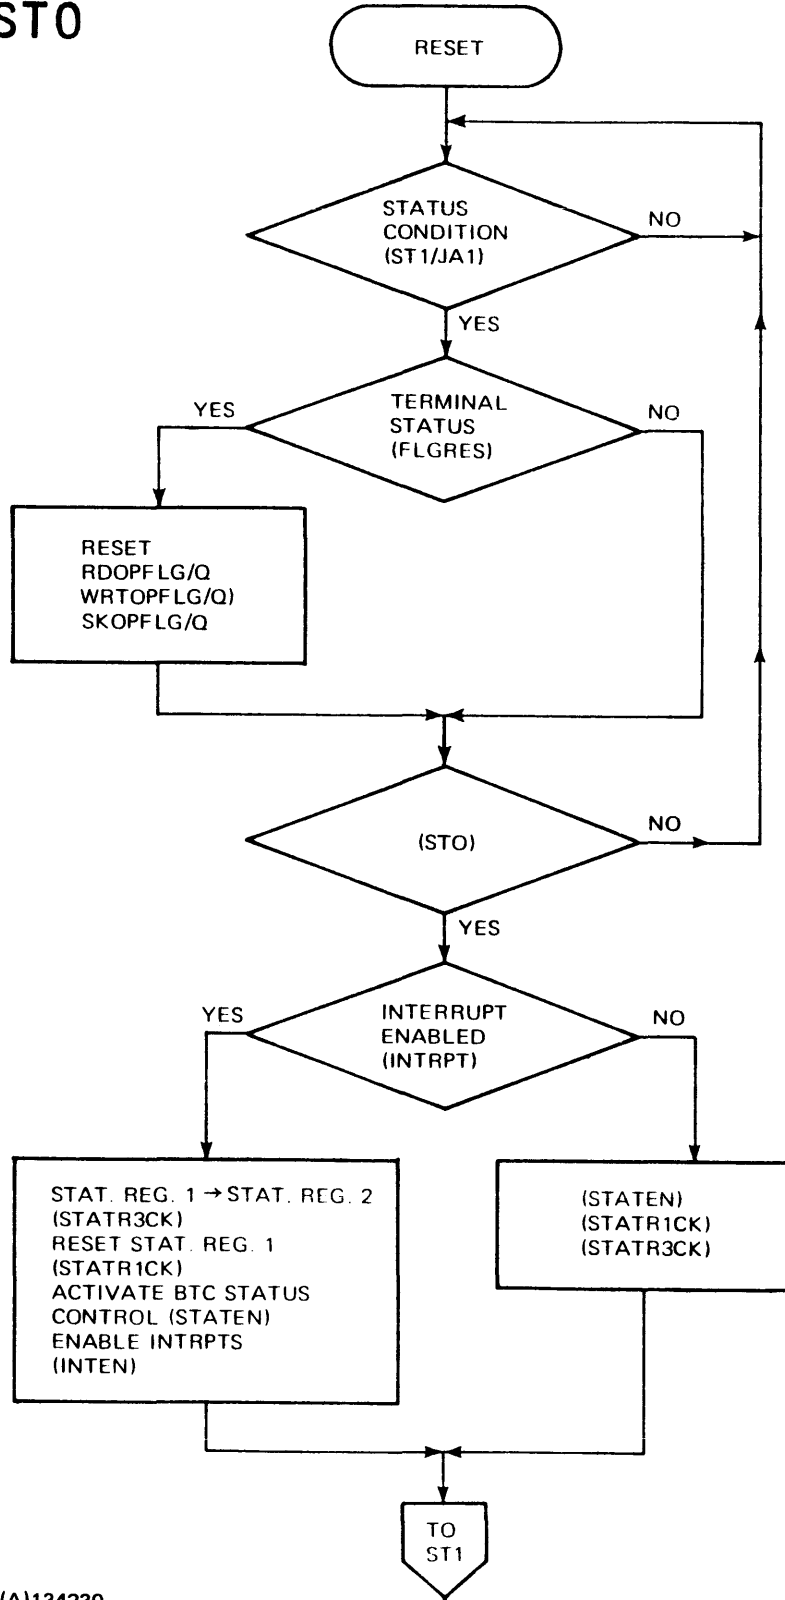 STO
RESET
STATUS
CONDITION
(ST1/JA1)
NO
YES
TERMINAL
STATUS
(FLGRES)
YES
NO
RESET
RDOPFLG/Q
WRTOPFLG/Q)
SKOPFLG/Q
(STO)
NO
YES
INTERRUPT
ENABLED
(INTRPT)
YES
NO
STAT. REG. 1 → STAT. REG. 2
(STATR3CK)
RESET STAT. REG. 1
(STATR1CK)
ACTIVATE BTC STATUS
CONTROL (STATEN)
ENABLE INTRPTS
(INTEN)
(STATEN)
(STATR1CK)
(STATR3CK)
TO
ST1